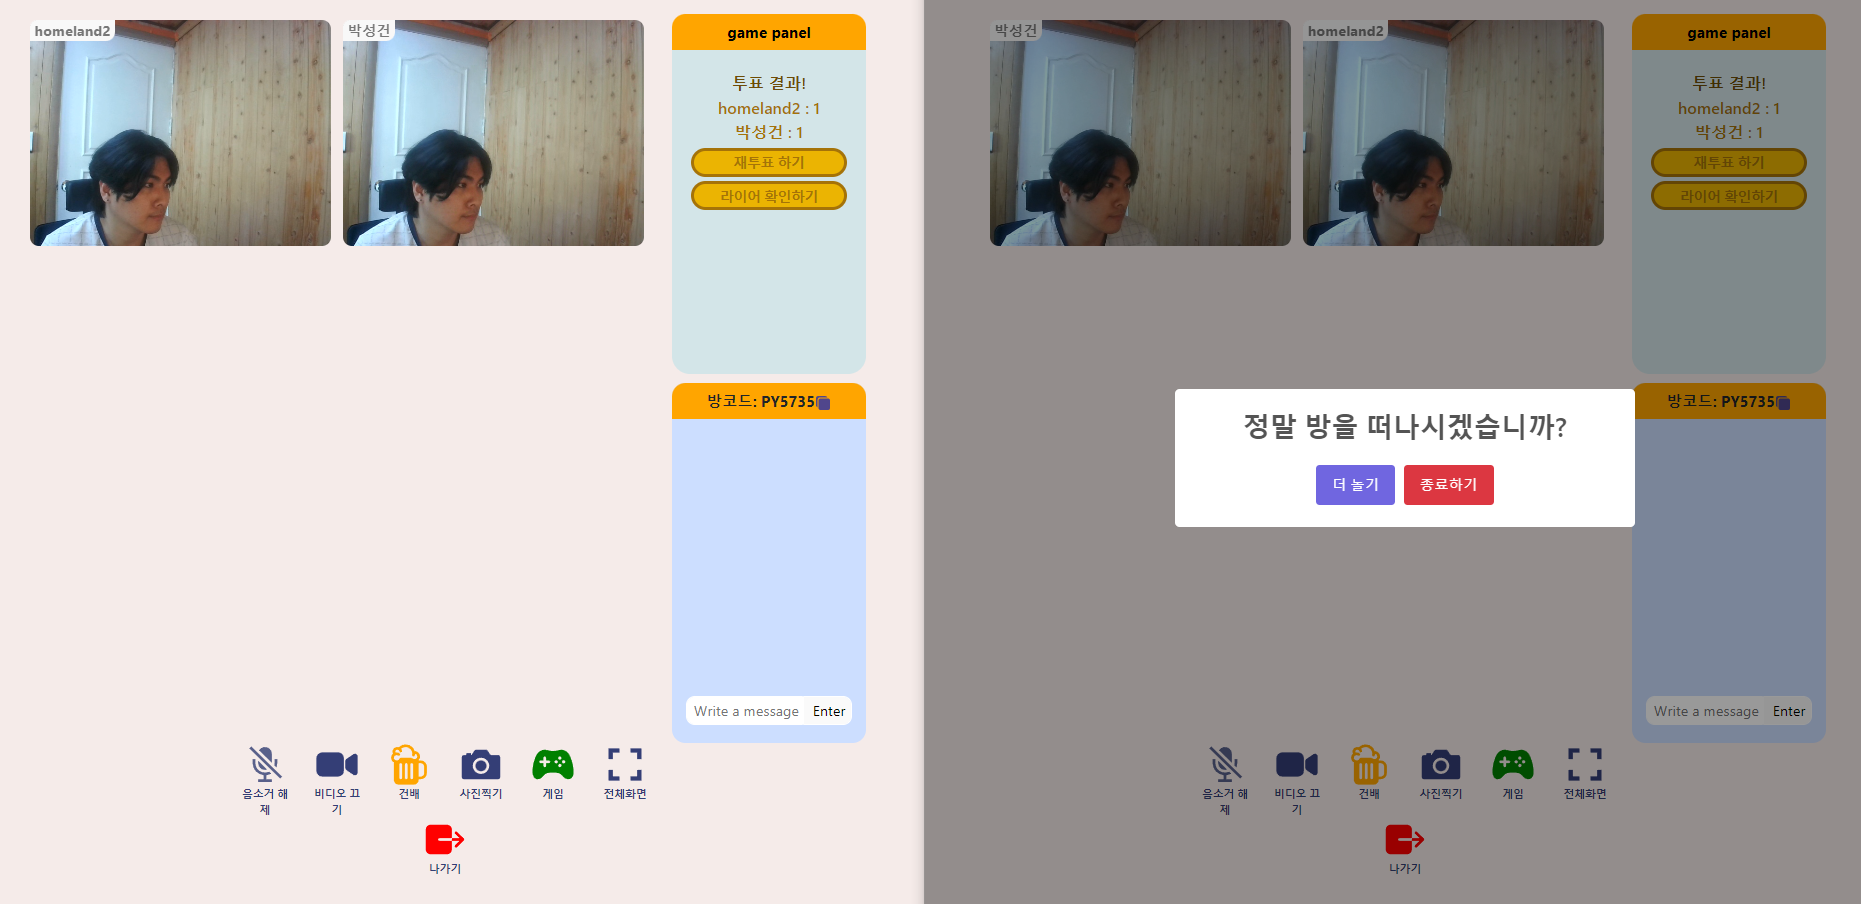 homeland2
박성건
game panel
투표 결과!
homeland2 : 1
박성건 : 1
재투표 하기
라이어 확인하기
방코드: PY5735
Write a message
Enter
음소거 해
제
비디오 끄
기
건배
사진찍기
게임
전체화면
나가기
박성건
homeland2
game panel
투표 결과!
homeland2 : 1
박성건 : 1
재투표 하기
라이어 확인하기
정말 방을 떠나시겠습니까?
더 놀기
종료하기
방코드: PY5735
Write a message
Enter
음소거 해
제
비디오 끄
기
건배
사진찍기
게임
전체화면
나가기